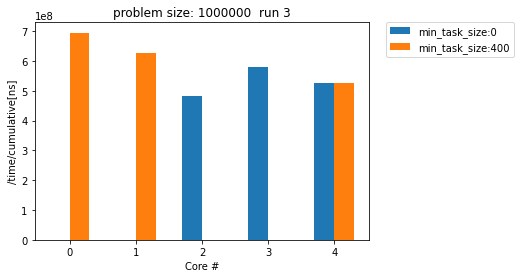 problem size: 1000000  run 3
1e8
min_task_size:0
min_task_size:400
7
6
5
4
3
2
1
0
/time/cumulative[ns]
0 1 2 3 4
Core #